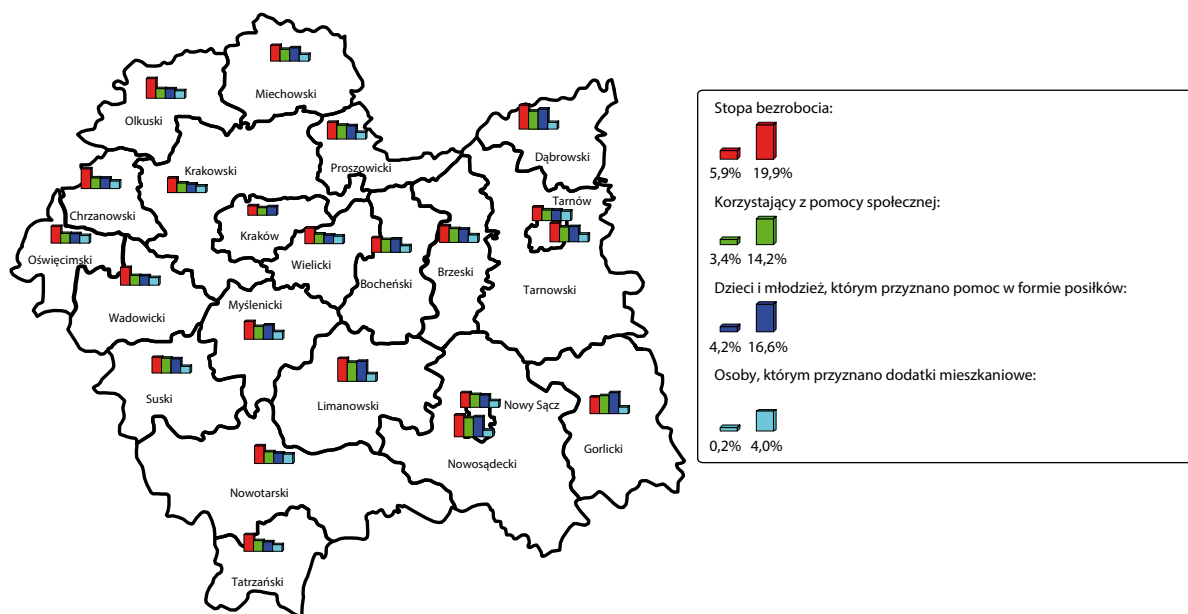 Miechowski
Olkuski
Proszowicki
Dąbrowski
Krakowski
Chrzanowski
Tarnów
Kraków
Oświęcimski
Wielicki
Bocheński
Brzeski
Tarnowski
Wadowicki
Myślenicki
Suski
Limanowski
Nowy Sącz
Gorlicki
Nowosądecki
Nowotarski
Tatrzański
Stopa bezrobocia:
5,9% 19,9%
Korzystający z pomocy społecznej:
3,4% 14,2%
Dzieci i młodzież, którym przyznano pomoc w formie posiłków:
4,2% 16,6%
Osoby, którym przyznano dodatki mieszkaniowe:
0,2% 4,0%